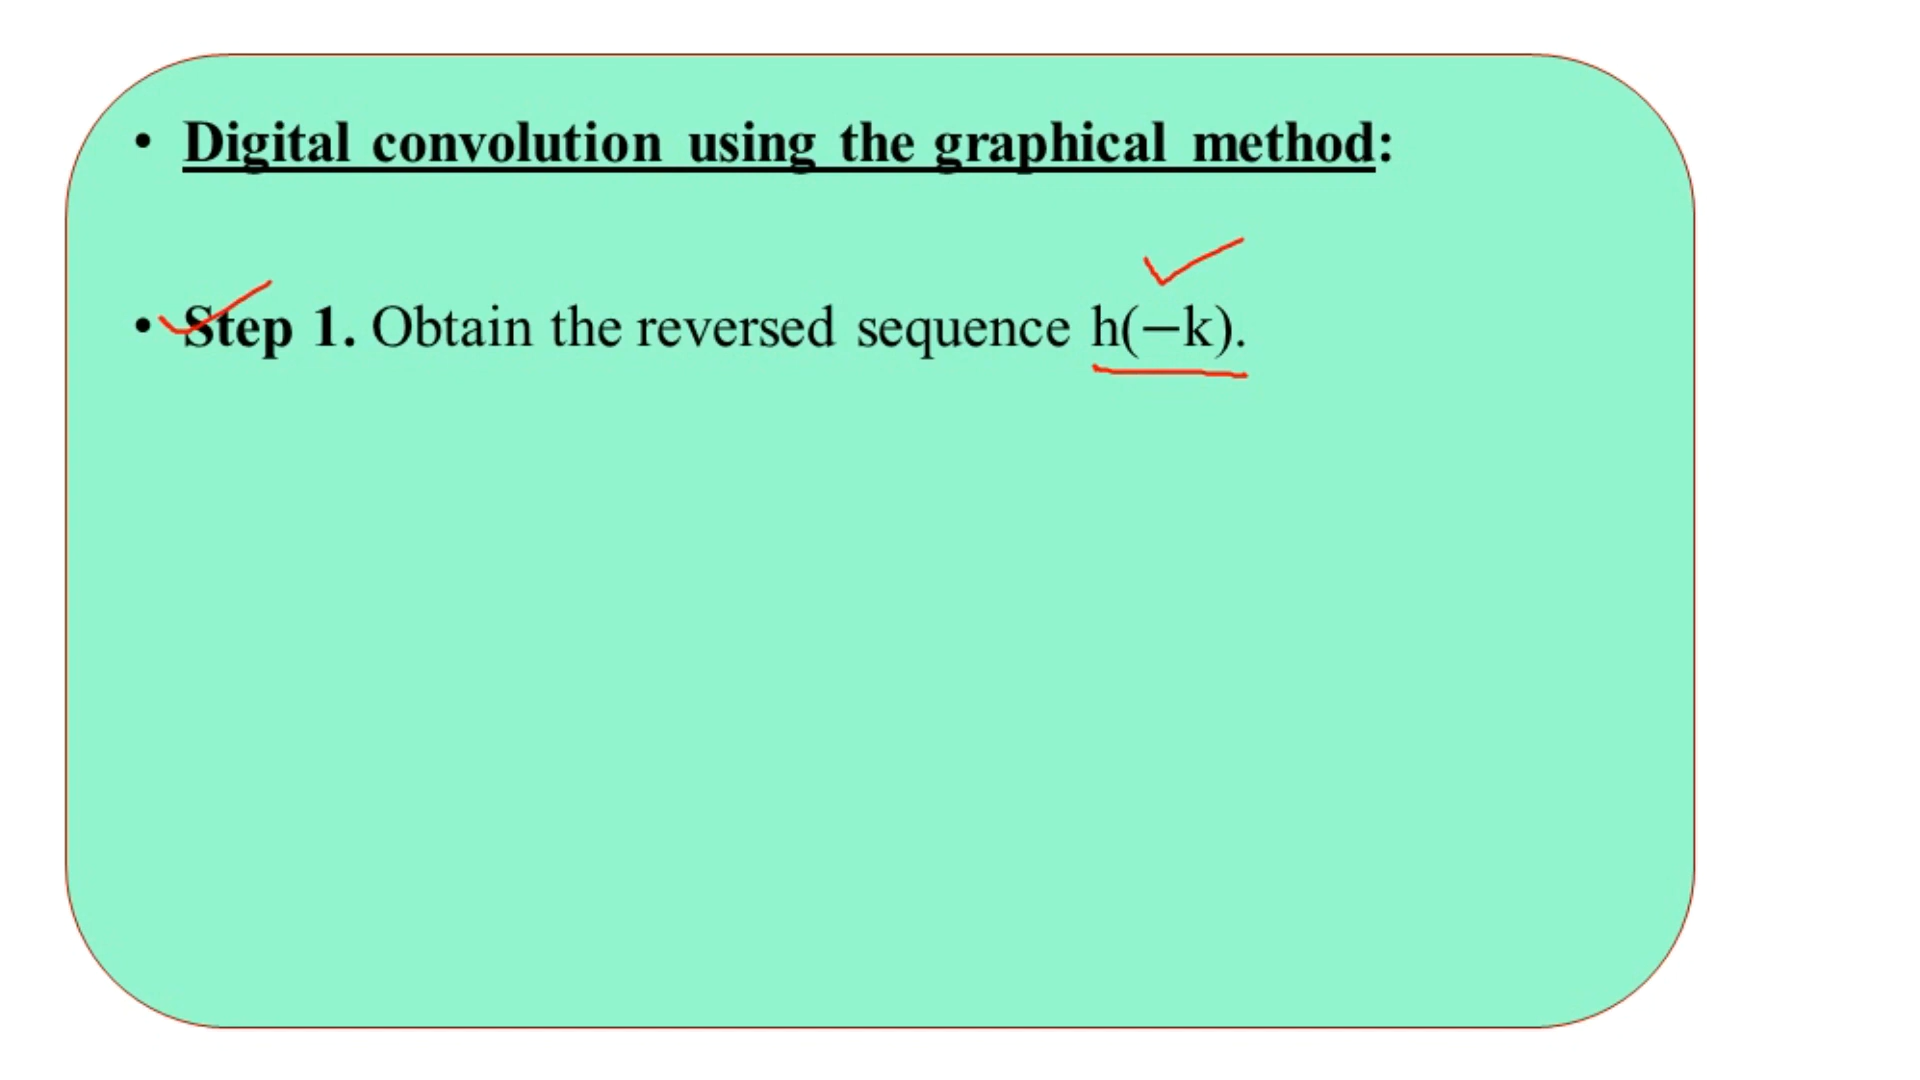 • Digital convolution using the graphical method:
• Step 1. Obtain the reversed sequence h(−k).